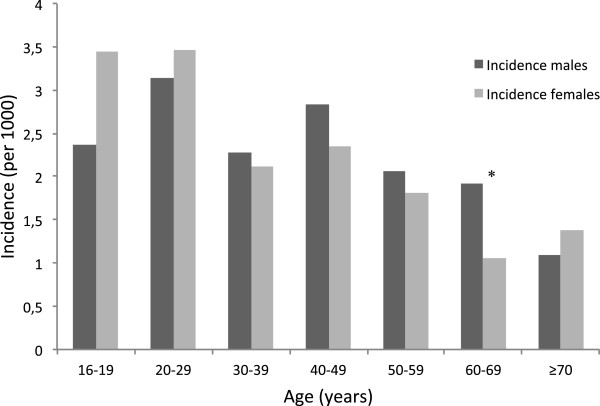 4
3,5
3
2,5
2
1,5
1
0,5
0
Incidence (per 1000)
Incidence males
Incidence females
*
16-19 20-29 30-39 40-49 50-59 60-69 ≥70
Age (years)